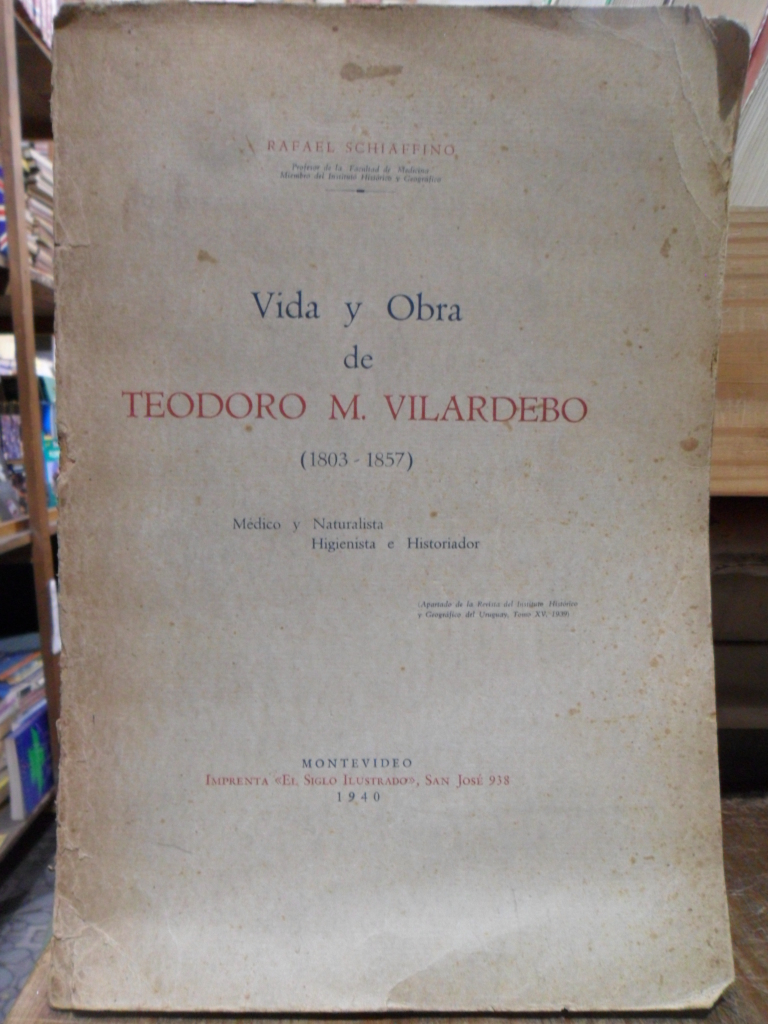 RAFAEL SCHIAFFINO
Profesor de la Facultad de Medicina
Miembro del Instituto Histórico y Geográfico
Vida y Obra
de
TEODORO M. VILARDEBO
(1803 - 1857)
Médico y Naturalista
Higienista e Historiador
(Apartado de la Revista del Instituto Histórico
y Geográfico del Uruguay, Tomo XV, 1939)
MONTEVIDEO
IMPRENTA «EL SIGLO ILUSTRADO», SAN JOSÉ 938
1940